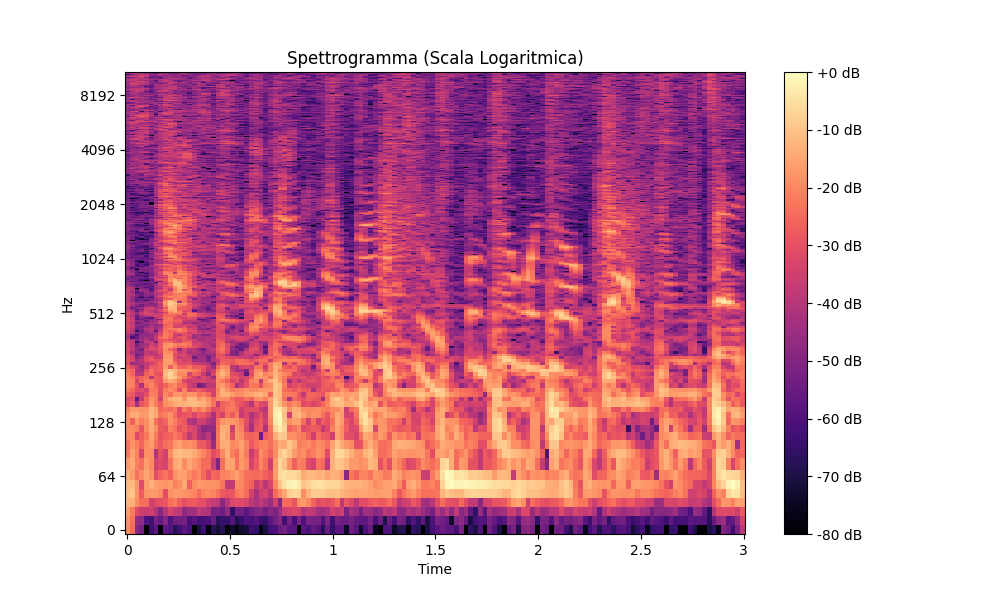 Spettrogramma (Scala Logaritmica)
Hz
8192
4096
2048
1024
512
256
128
64
0
0
0.5
1
1.5
2
2.5
3
Time
+0 dB
-10 dB
-20 dB
-30 dB
-40 dB
-50 dB
-60 dB
-70 dB
-80 dB